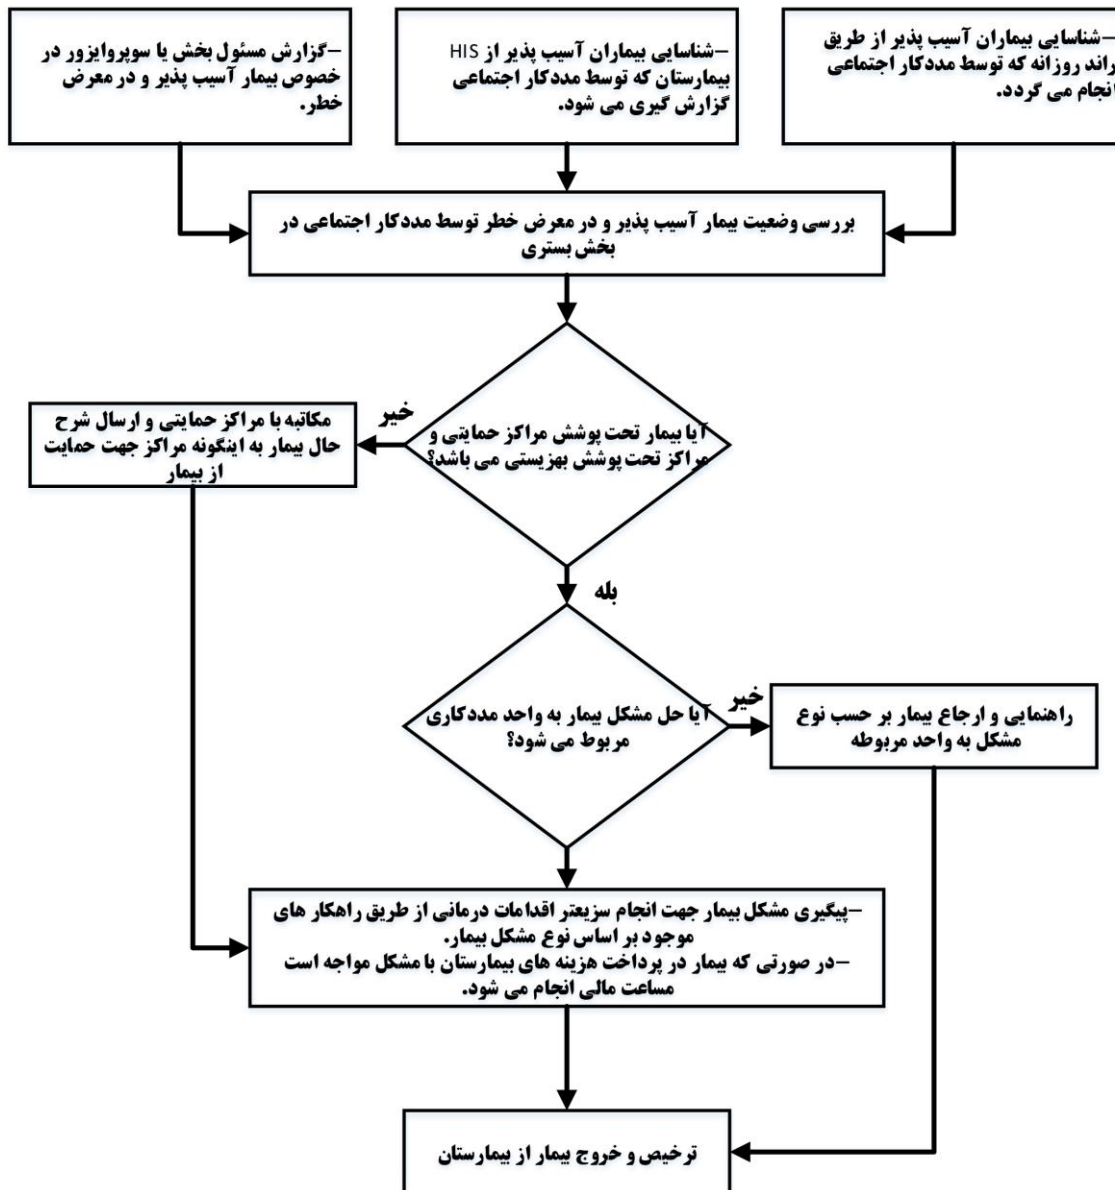 –شناسایی بیماران آسیب پذیر از طریق
راند روزانه که توسط مددکار اجتماعی
انجام می گردد.
–شناسایی بیماران آسیب پذیر از HIS
بیمارستان که توسط مددکار اجتماعی
گزارش گیری می شود.
–گزارش مسئول بخش یا سوپروایزور در
خصوص بیمار آسیب پذیر و در معرض
خطر.
بررسی وضعیت بیمار آسیب پذیر و در معرض خطر توسط مددکار اجتماعی در
بخش بستری
آیا بیمار تحت پوشش مراکز حمایتی و
مراکز تحت پوشش بهزیستی می باشد؟
خیر
مکاتبه با مراکز حمایتی و ارسال شرح
حال بیمار به اینگونه مراکز جهت حمایت
از بیمار
بله
آیا حل مشکل بیمار به واحد مددکاری
مربوط می شود؟
خیر
راهنمایی و ارجاع بیمار بر حسب نوع
مشکل به واحد مربوطه
–پیگیری مشکل بیمار جهت انجام سزیعتر اقدامات درمانی از طریق راهکار های
موجود بر اساس نوع مشکل بیمار.
–در صورتی که بیمار در پرداخت هزینه های بیمارستان با مشکل مواجه است
مساعت مالی انجام می شود.
ترخیص و خروج بیمار از بیمارستان